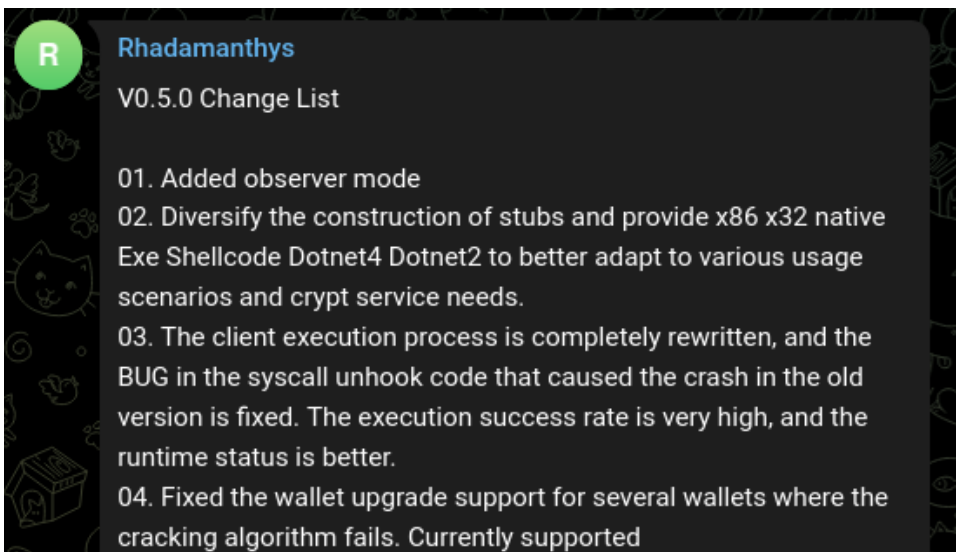 R
Rhadamanthys
V0.5.0 Change List
01. Added observer mode
02. Diversify the construction of stubs and provide x86 x32 native
Exe Shellcode Dotnet4 Dotnet2 to better adapt to various usage
scenarios and crypt service needs.
03. The client execution process is completely rewritten, and the
BUG in the syscall unhook code that caused the crash in the old
version is fixed. The execution success rate is very high, and the
runtime status is better.
04. Fixed the wallet upgrade support for several wallets where the
cracking algorithm fails. Currently supported